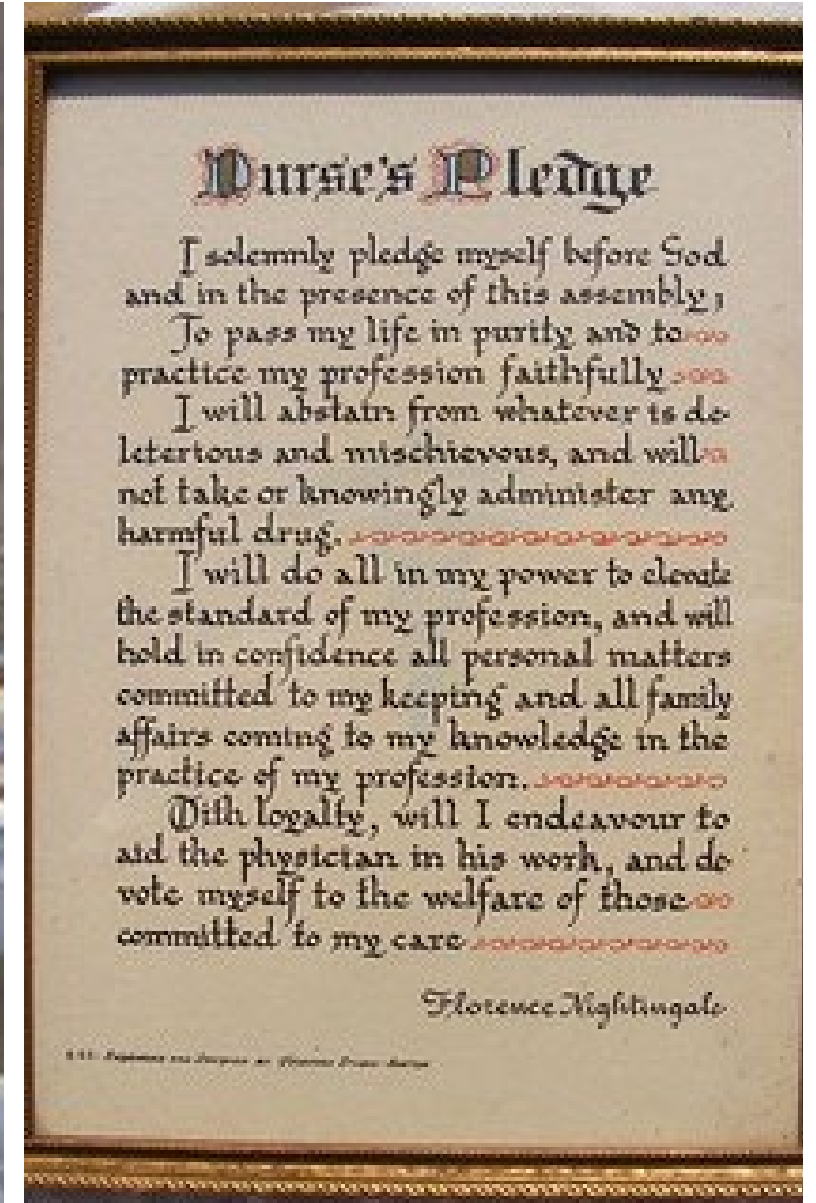 Nurse's Pledge
I solemnly pledge myself before God
and in the presence of this assembly;
To pass my life in purity and to
practice my profession faithfully
I will abstain from whatever is de-
leterious and mischievous, and will
not take or knowingly administer any
harmful drug.
I will do all in my power to elevate
the standard of my profession, and will
hold in confidence all personal matters
committed to my keeping and all family
affairs coming to my knowledge in the
practice of my profession.
With loyalty, will I endeavour to
aid the physician in his work, and de
vote myself to the welfare of those
committed to my care
Florence Nightingale